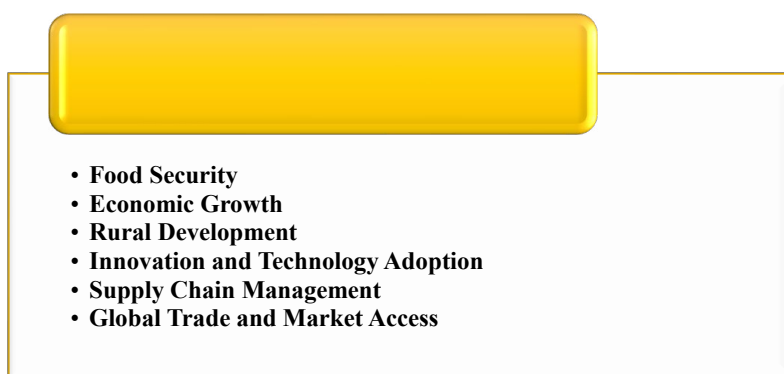 • Food Security
• Economic Growth
• Rural Development
• Innovation and Technology Adoption
• Supply Chain Management
• Global Trade and Market Access